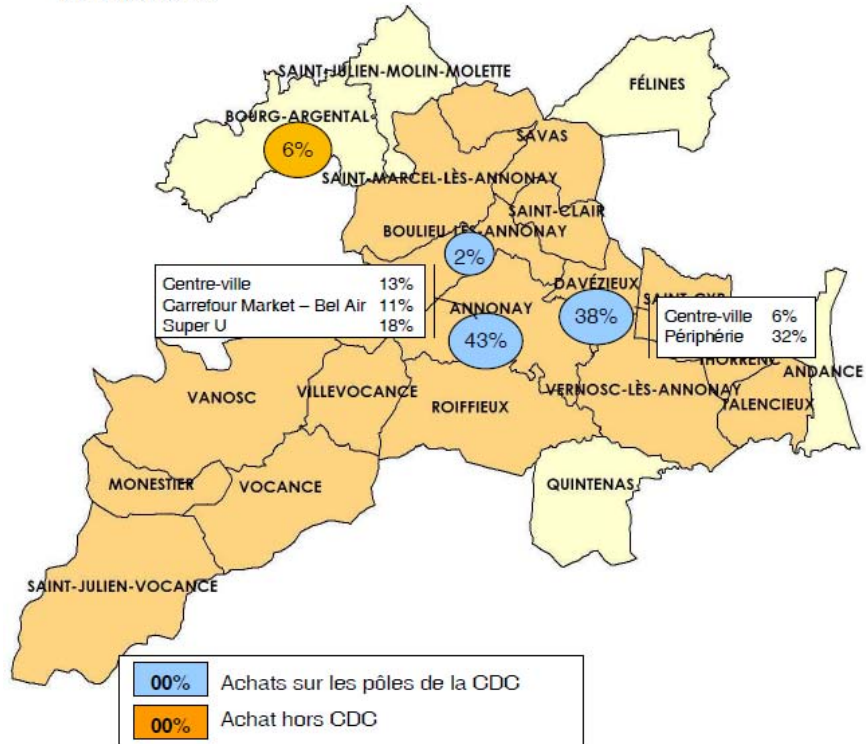 SAINT-JULIEN-MOLIN-MOLETTE
FÉLINES
BOURG-ARGENTAL
6%
SAVAS
SAINT-MARCEL-LÈS-ANNONAY
SAINT-CLAIR
BOULIEU-LÈS-ANNONAY
2%
DAVÉZIEUX
Centre-ville 13%
Carrefour Market – Bel Air 11%
Super U 18%
ANNONAY
43%
38%
SAINT-CYR
Centre-ville 6%
Périphérie 32%
THORRENC
ANDANCE
VANOSC
VILLEVOCANCE
ROIFFIEUX
VERNOSC-LÈS-ANNONAY
TALENCIEUX
MONESTIER
VOCANCE
QUINTENAS
SAINT-JULIEN-VOCANCE
00% Achats sur les pôles de la CDC
00% Achat hors CDC